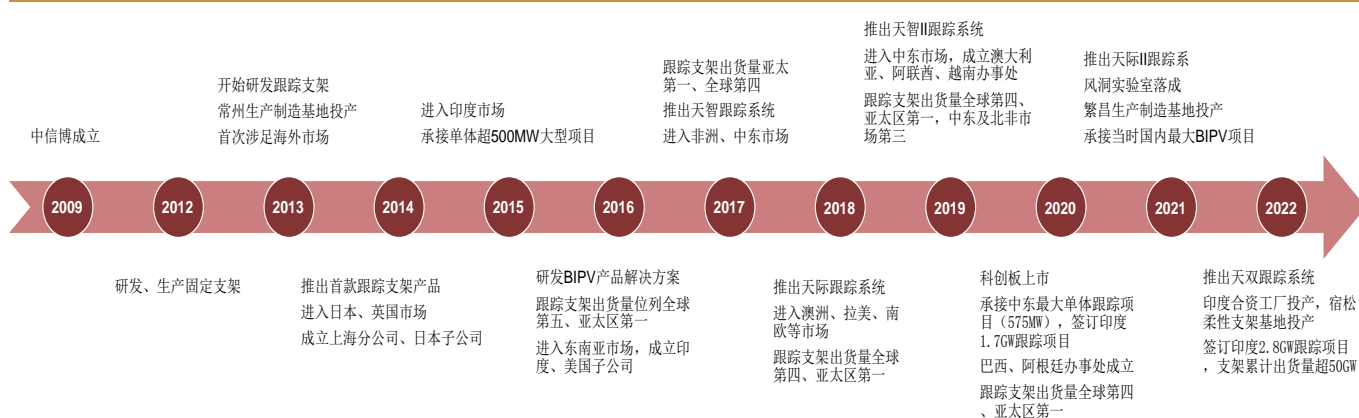 中信博成立
开始研发跟踪支架
常州生产制造基地投产
首次涉足海外市场
进入印度市场
承接单体超500MW大型项目
跟踪支架出货量亚太
第一、全球第四
推出天智跟踪系统
进入非洲、中东市场
推出天智II跟踪系统
进入中东市场，成立澳大利
亚、阿联酋、越南办事处
跟踪支架出货量全球第四、
亚太区第一，中东及北非市
场第三
推出天际II跟踪系
风洞实验室落成
繁昌生产制造基地投产
承接当时国内最大BIPV项目
2009
2012
2013
2014
2015
2016
2017
2018
2019
2020
2021
2022
研发、生产固定支架
推出首款跟踪支架产品
进入日本、英国市场
成立上海分公司、日本子公司
研发BIPV产品解决方案
跟踪支架出货量位列全球
第五、亚太区第一
进入东南亚市场，成立印
度、美国子公司
推出天际跟踪系统
进入澳洲、拉美、南
欧等市场
跟踪支架出货量全球
第四、亚太区第一
科创板上市
承接中东最大单体跟踪项
目（575MW），签订印度
1.7GW跟踪项目
巴西、阿根廷办事处成立
跟踪支架出货量全球第四
、亚太区第一
推出天双跟踪系统
印度合资工厂投产，宿松
柔性支架基地投产
签订印度2.8GW跟踪项目
，支架累计出货量超50GW